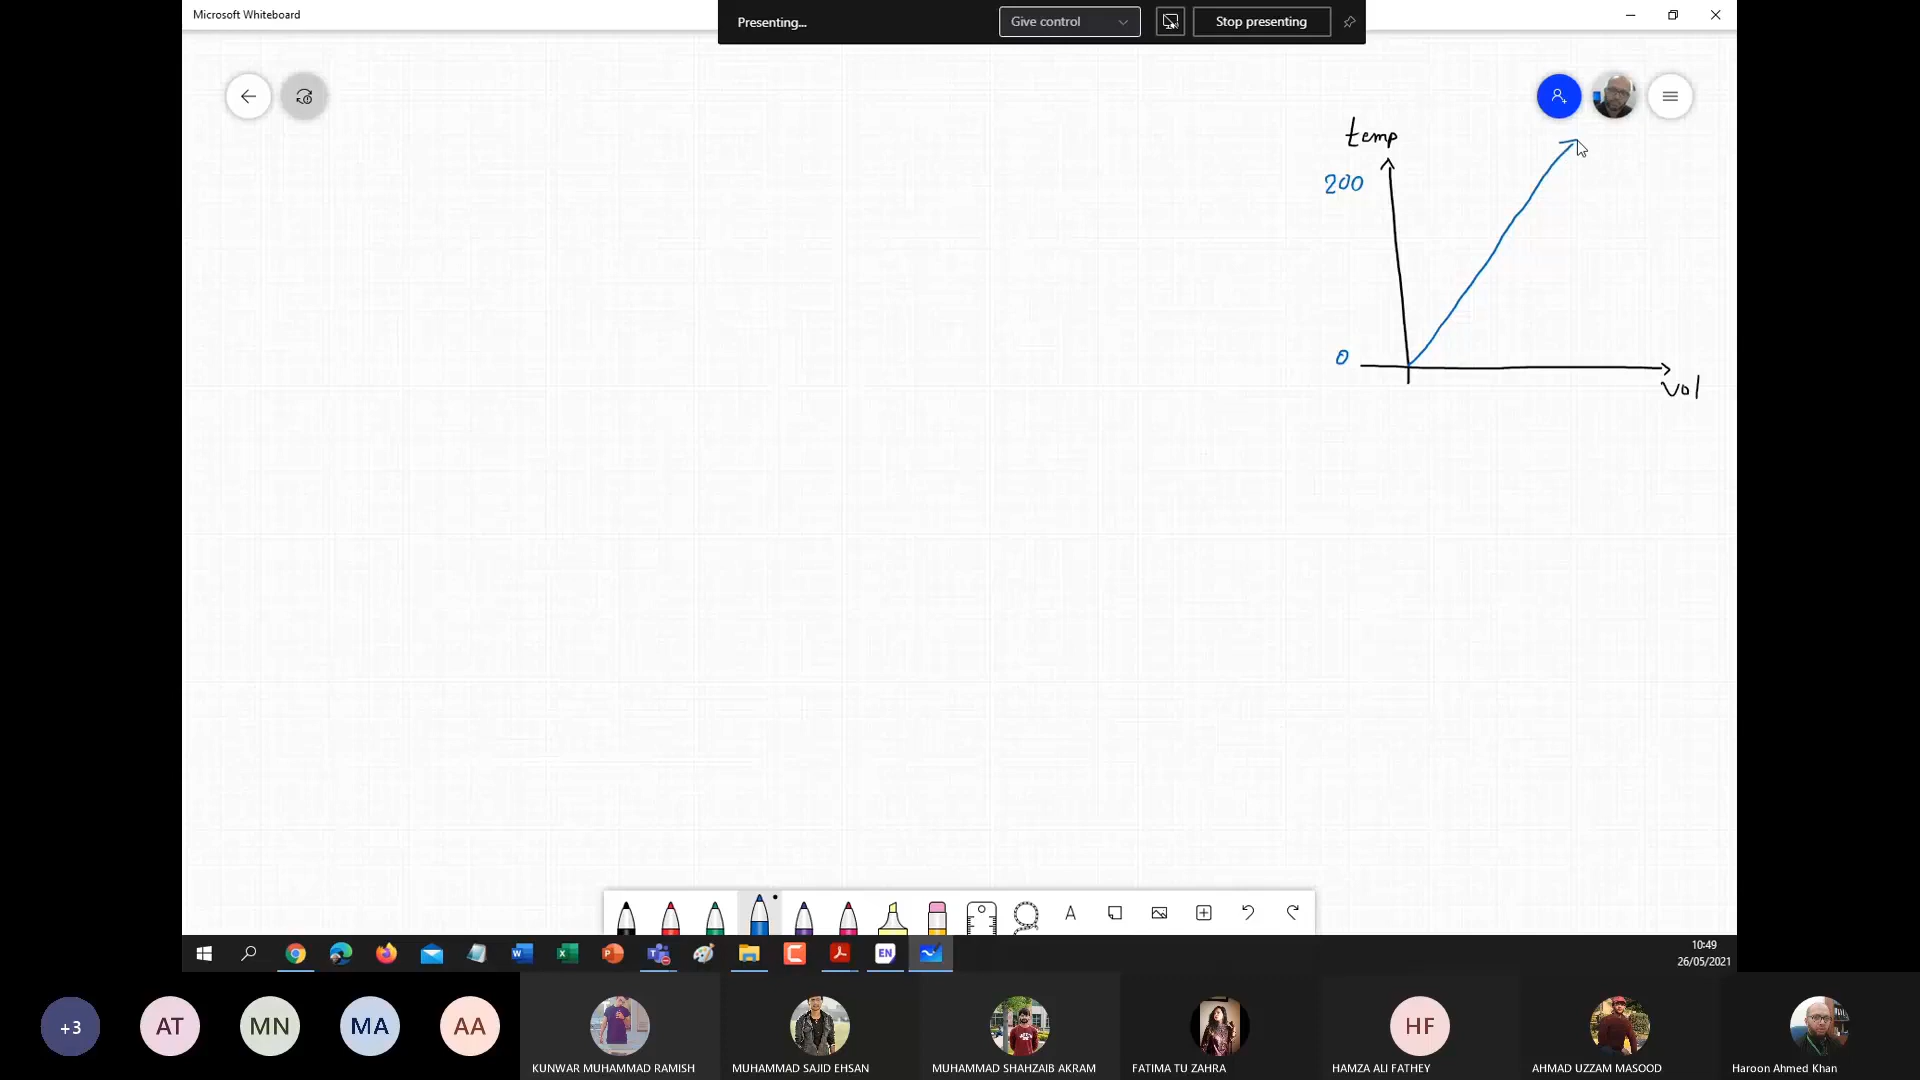 Microsoft Whiteboard
Presenting...
Give control
Stop presenting
temp
200
0
vol
A
W
X
P
T
EN
10:49
26/05/2021
+3
AT
MN
MA
AA
HF
KUNWAR MUHAMMAD RAMISH
MUHAMMAD SAJID EHSAN
MUHAMMAD SHAHZAIB AKRAM
FATIMA TU ZAHRA
HAMZA ALI FATHEY
AHMAD UZZAM MASOOD
Haroon Ahmed Khan